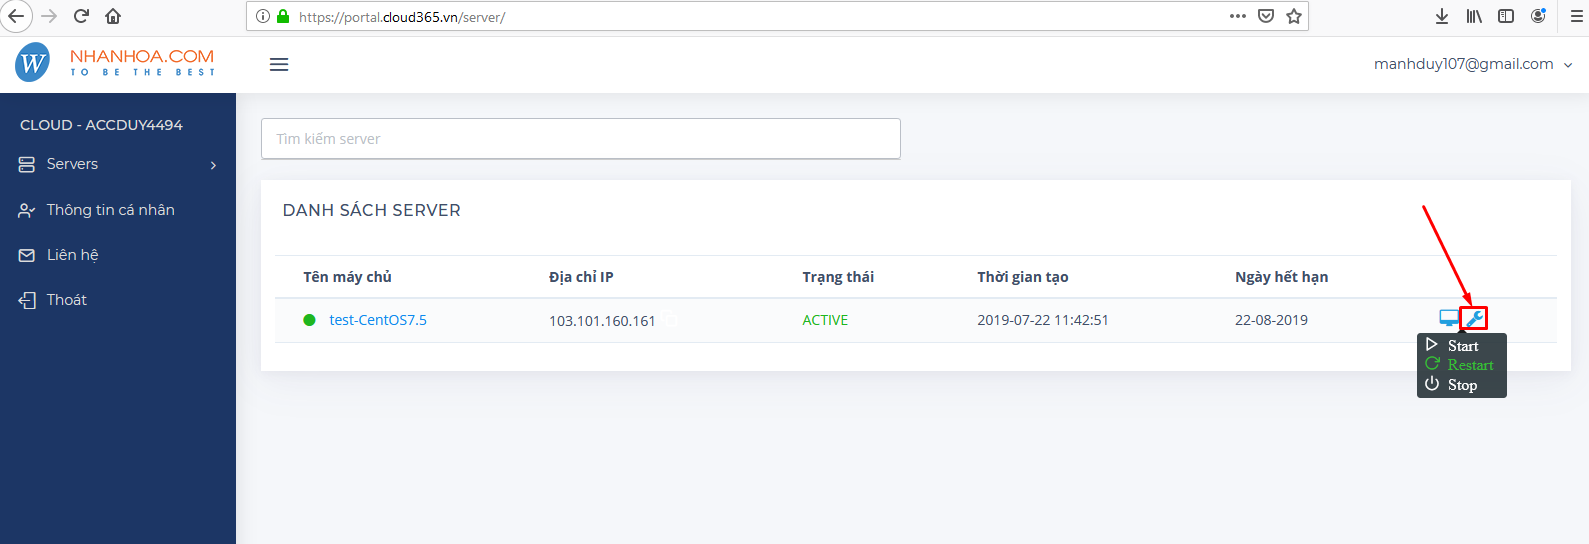 https://portal.cloud365.vn/server/
W
NHANHOA.COM
TO BE THE BEST
manhduy107@gmail.com
CLOUD - ACCDUY4494
Servers
Thông tin cá nhân
Liên hệ
Thoát
Tìm kiếm server
DANH SÁCH SERVER
Tên máy chủ Địa chỉ IP Trạng thái Thời gian tạo Ngày hết hạn
test-CentOS7.5 103.101.160.161 ACTIVE 2019-07-22 11:42:51 22-08-2019
Start
Restart
Stop